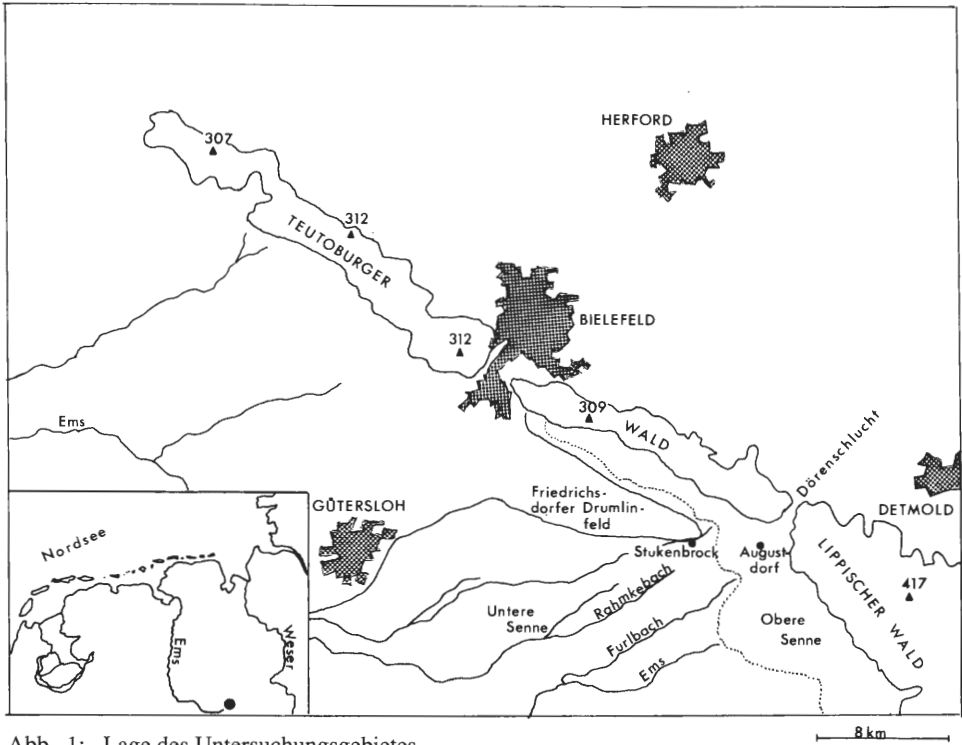 HERFORD
307
312
TEUTOBURGER
BIELEFELD
312
309
WALD
Ems
Dörenschlucht
DETMOLD
GÜTERSLOH
Friedrichs-
dorfer Drumlin-
feld
Nordsee
Stukenbrock
August-
dorf
LIPPISCHER WALD
417
Rahmkebach
Untere
Senne
Obere
Senne
Furlbach
Ems
Ems
Weser
8 km
Abb. 1: Lage des Untersuchungsgebietes